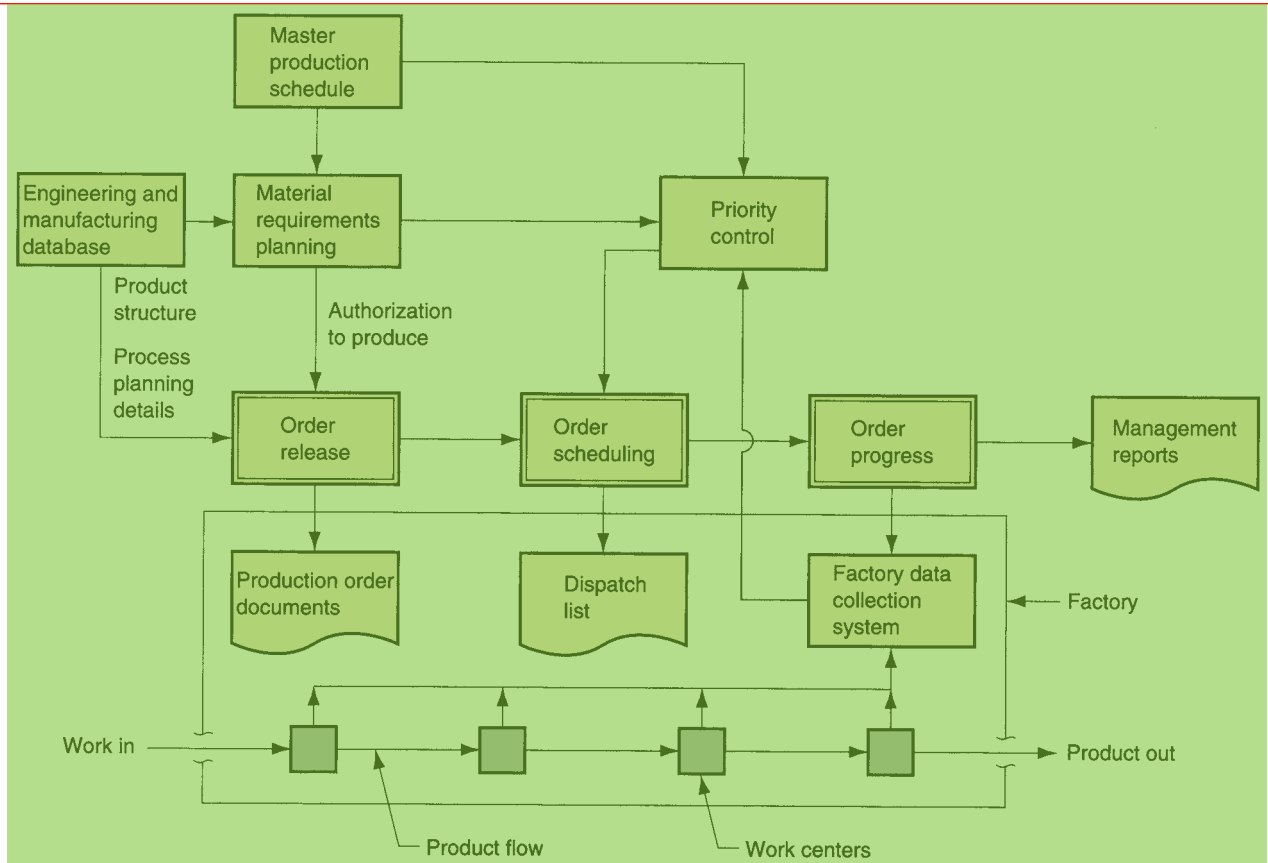 Master
production
schedule
Engineering and
manufacturing
database
Material
requirements
planning
Priority
control
Product
structure
Authorization
to produce
Process
planning
details
Order
release
Order
scheduling
Order
progress
Management
reports
Production order
documents
Dispatch
list
Factory data
collection
system
Factory
Work in
Product out
Product flow
Work centers